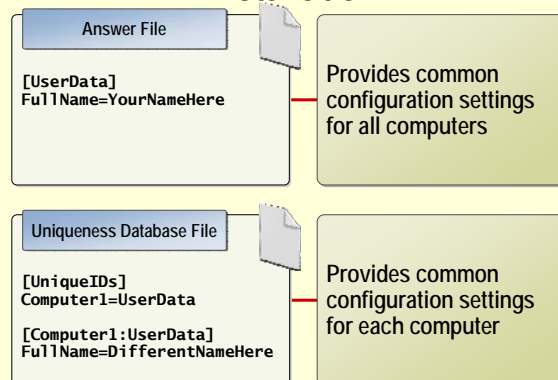 Answer File
[UserData]
FullName=YourNameHere
Provides common
configuration settings
for all computers
Uniqueness Database File
[UniqueIDs]
Computer1=UserData
[Computer1:UserData]
FullName=DifferentNameHere
Provides common
configuration settings
for each computer